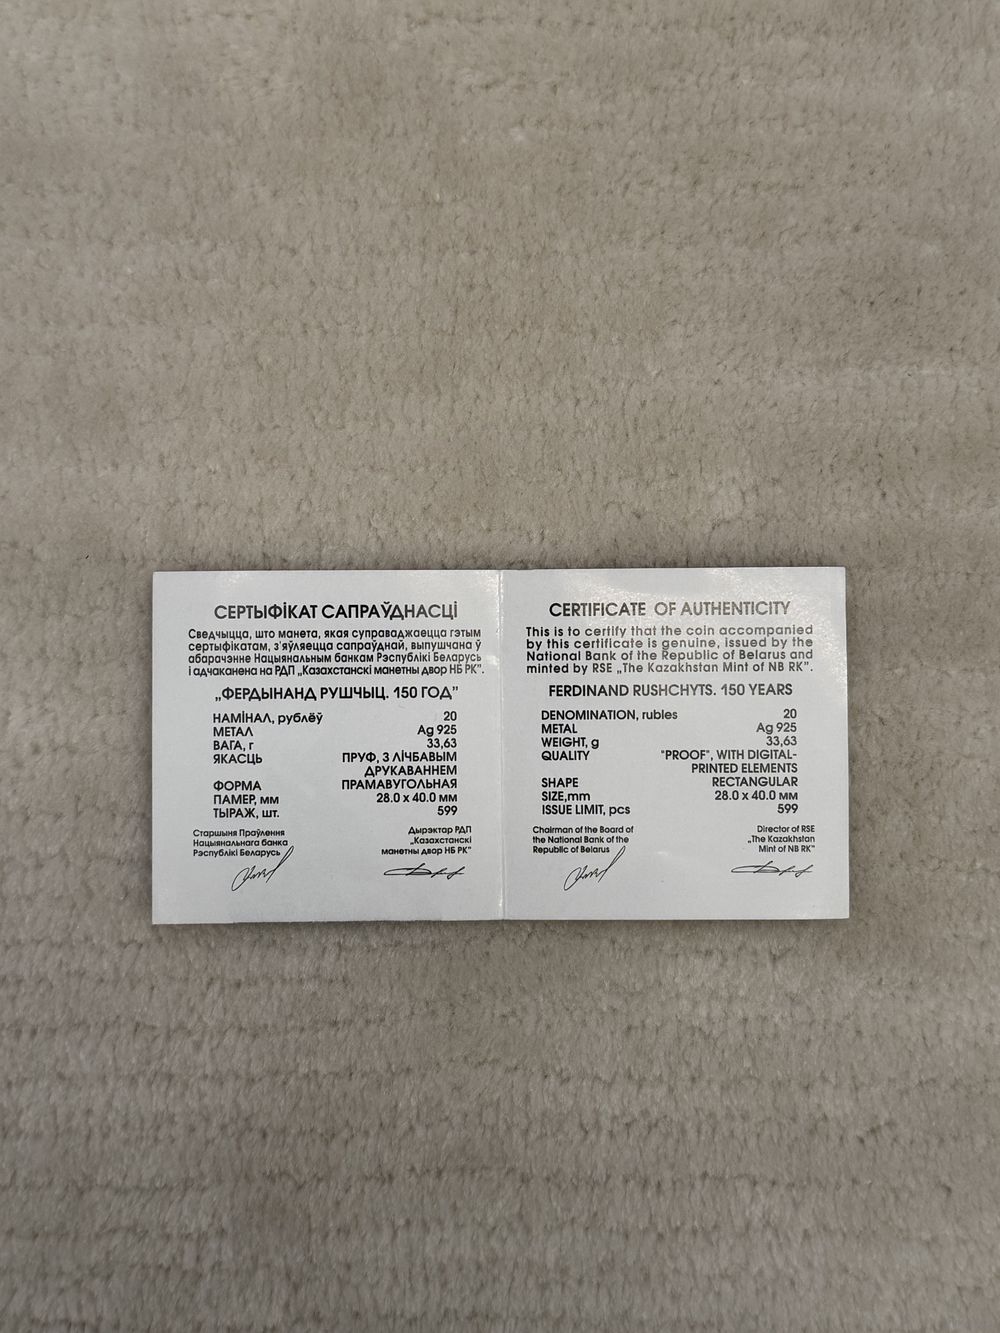 СЕРТЫФІКАТ САПРАЎДНАСЦІ
Сведчыцца, што манета, якая суправаджаецца гэтым
сертыфікатам, з'яўляецца сапраўднай, выпушчана ў
абарачэнне Нацыянальным банкам Рэспублікі Беларусь
і адчаканена на РДП „Казахстанскі манетны двор НБ РК”.
„ФЕРДЫНАНД РУШЧЫЦ. 150 ГОД”
НАМІНАЛ, рублёў 20
МЕТАЛ Ag 925
ВАГА, г 33,63
ЯКАСЦЬ ПРУФ, З ЛІЧБАВЫМ
ДРУКАВАННЕМ
ФОРМА ПРАМАВУГОЛЬНАЯ
ПАМЕР, мм 28.0 x 40.0 мм
ТЫРАЖ, шт. 599
Старшыня Праўлення
Нацыянальнага банка
Рэспублікі Беларусь
Дырэктар РДП
„Казахстанскі
манетны двор НБ РК”
CERTIFICATE OF AUTHENTICITY
This is to certify that the coin accompanied
by this certificate is genuine, issued by the
National Bank of the Republic of Belarus and
minted by RSE „The Kazakhstan Mint of NB RK”.
FERDINAND RUSHCHYTS. 150 YEARS
DENOMINATION, rubles 20
METAL Ag 925
WEIGHT, g 33,63
QUALITY "PROOF", WITH DIGITAL-
PRINTED ELEMENTS
SHAPE RECTANGULAR
SIZE,mm 28.0 x 40.0 мм
ISSUE LIMIT, pcs 599
Chairman of the Board of
the National Bank of the
Republic of Belarus
Director of RSE
„The Kazakhstan
Mint of NB RK”